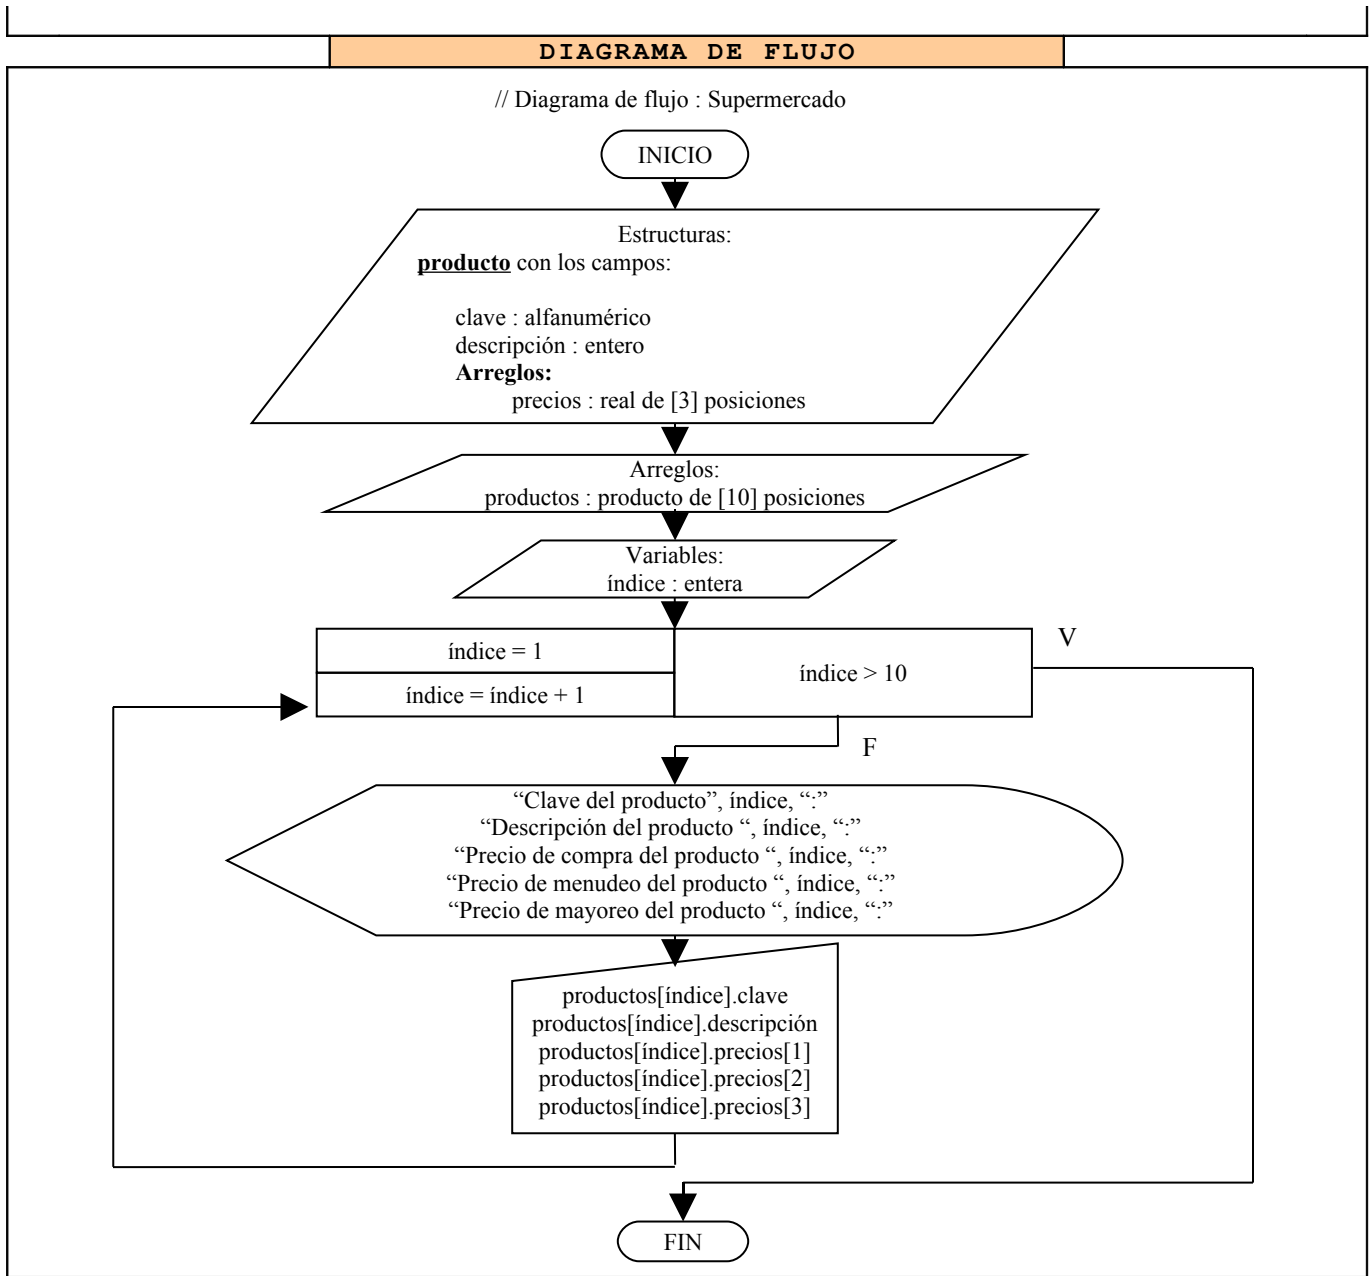 DIAGRAMA DE FLUJO
// Diagrama de flujo : Supermercado
INICIO
Estructuras:
producto con los campos:
clave : alfanumérico
descripción : entero
Arreglos:
precios : real de [3] posiciones
Arreglos:
productos : producto de [10] posiciones
Variables:
índice : entera
índice = 1
índice = índice + 1
índice > 10
V
F
“Clave del producto”, índice, “:”
“Descripción del producto “, índice, “:”
“Precio de compra del producto “, índice, “:”
“Precio de menudeo del producto “, índice, “:”
“Precio de mayoreo del producto “, índice, “:”
productos[índice].clave
productos[índice].descripción
productos[índice].precios[1]
productos[índice].precios[2]
productos[índice].precios[3]
FIN